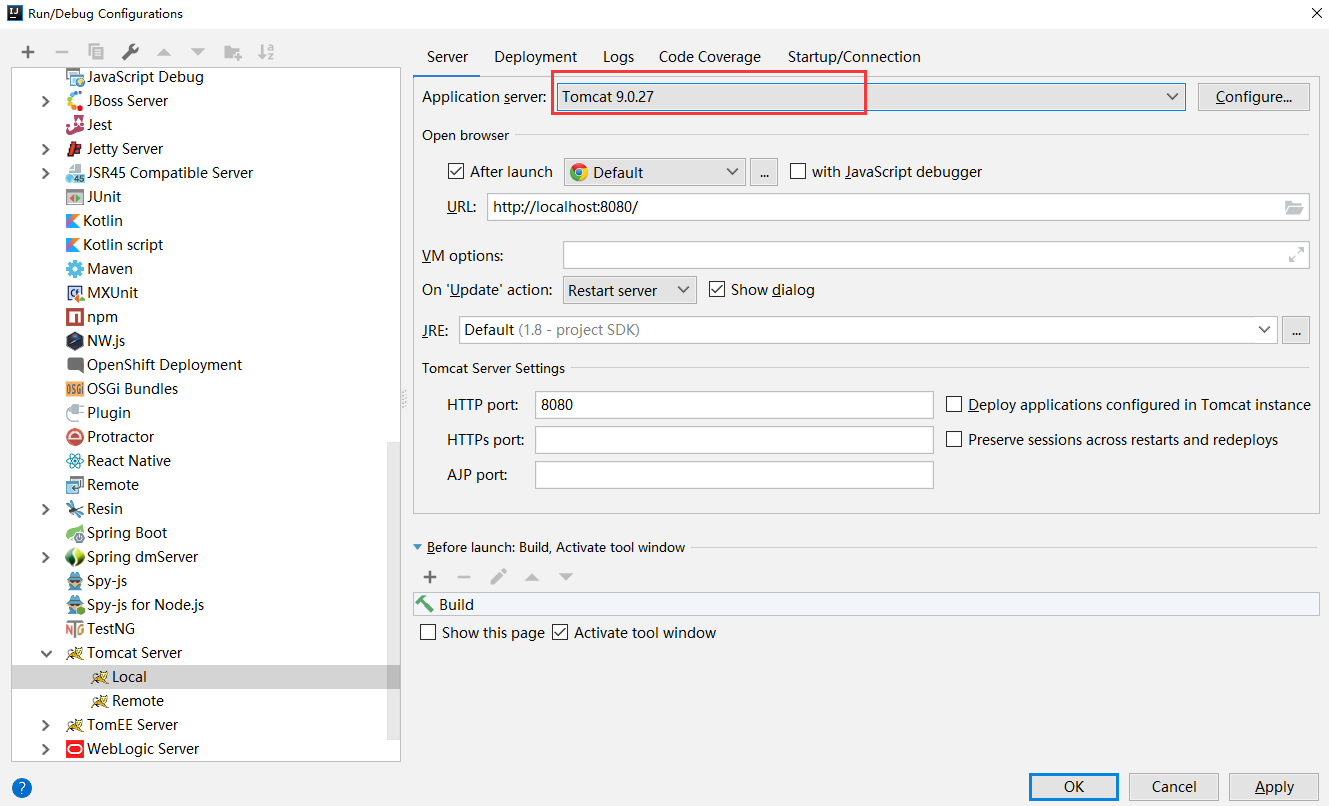 Run/Debug Configurations
JavaScript Debug
JBoss Server
Jest
Jetty Server
JSR45 Compatible Server
JUnit
Kotlin
Kotlin script
Maven
MXUnit
npm
NW.js
OpenShift Deployment
OSGi Bundles
Plugin
Protractor
React Native
Remote
Resin
Spring Boot
Spring dmServer
Spy-js
Spy-js for Node.js
TestNG
Tomcat Server
Local
Remote
TomEE Server
WebLogic Server
Server Deployment Logs Code Coverage Startup/Connection
Application server: Tomcat 9.0.27 Configure...
Open browser
After launch Default ... with JavaScript debugger
URL: http://localhost:8080/
VM options:
On 'Update' action: Restart server Show dialog
JRE: Default (1.8 - project SDK) ...
Tomcat Server Settings
HTTP port: 8080 Deploy applications configured in Tomcat instance
HTTPs port: Preserve sessions across restarts and redeploys
AJP port:
Before launch: Build, Activate tool window
Build
Show this page Activate tool window
? OK Cancel Apply